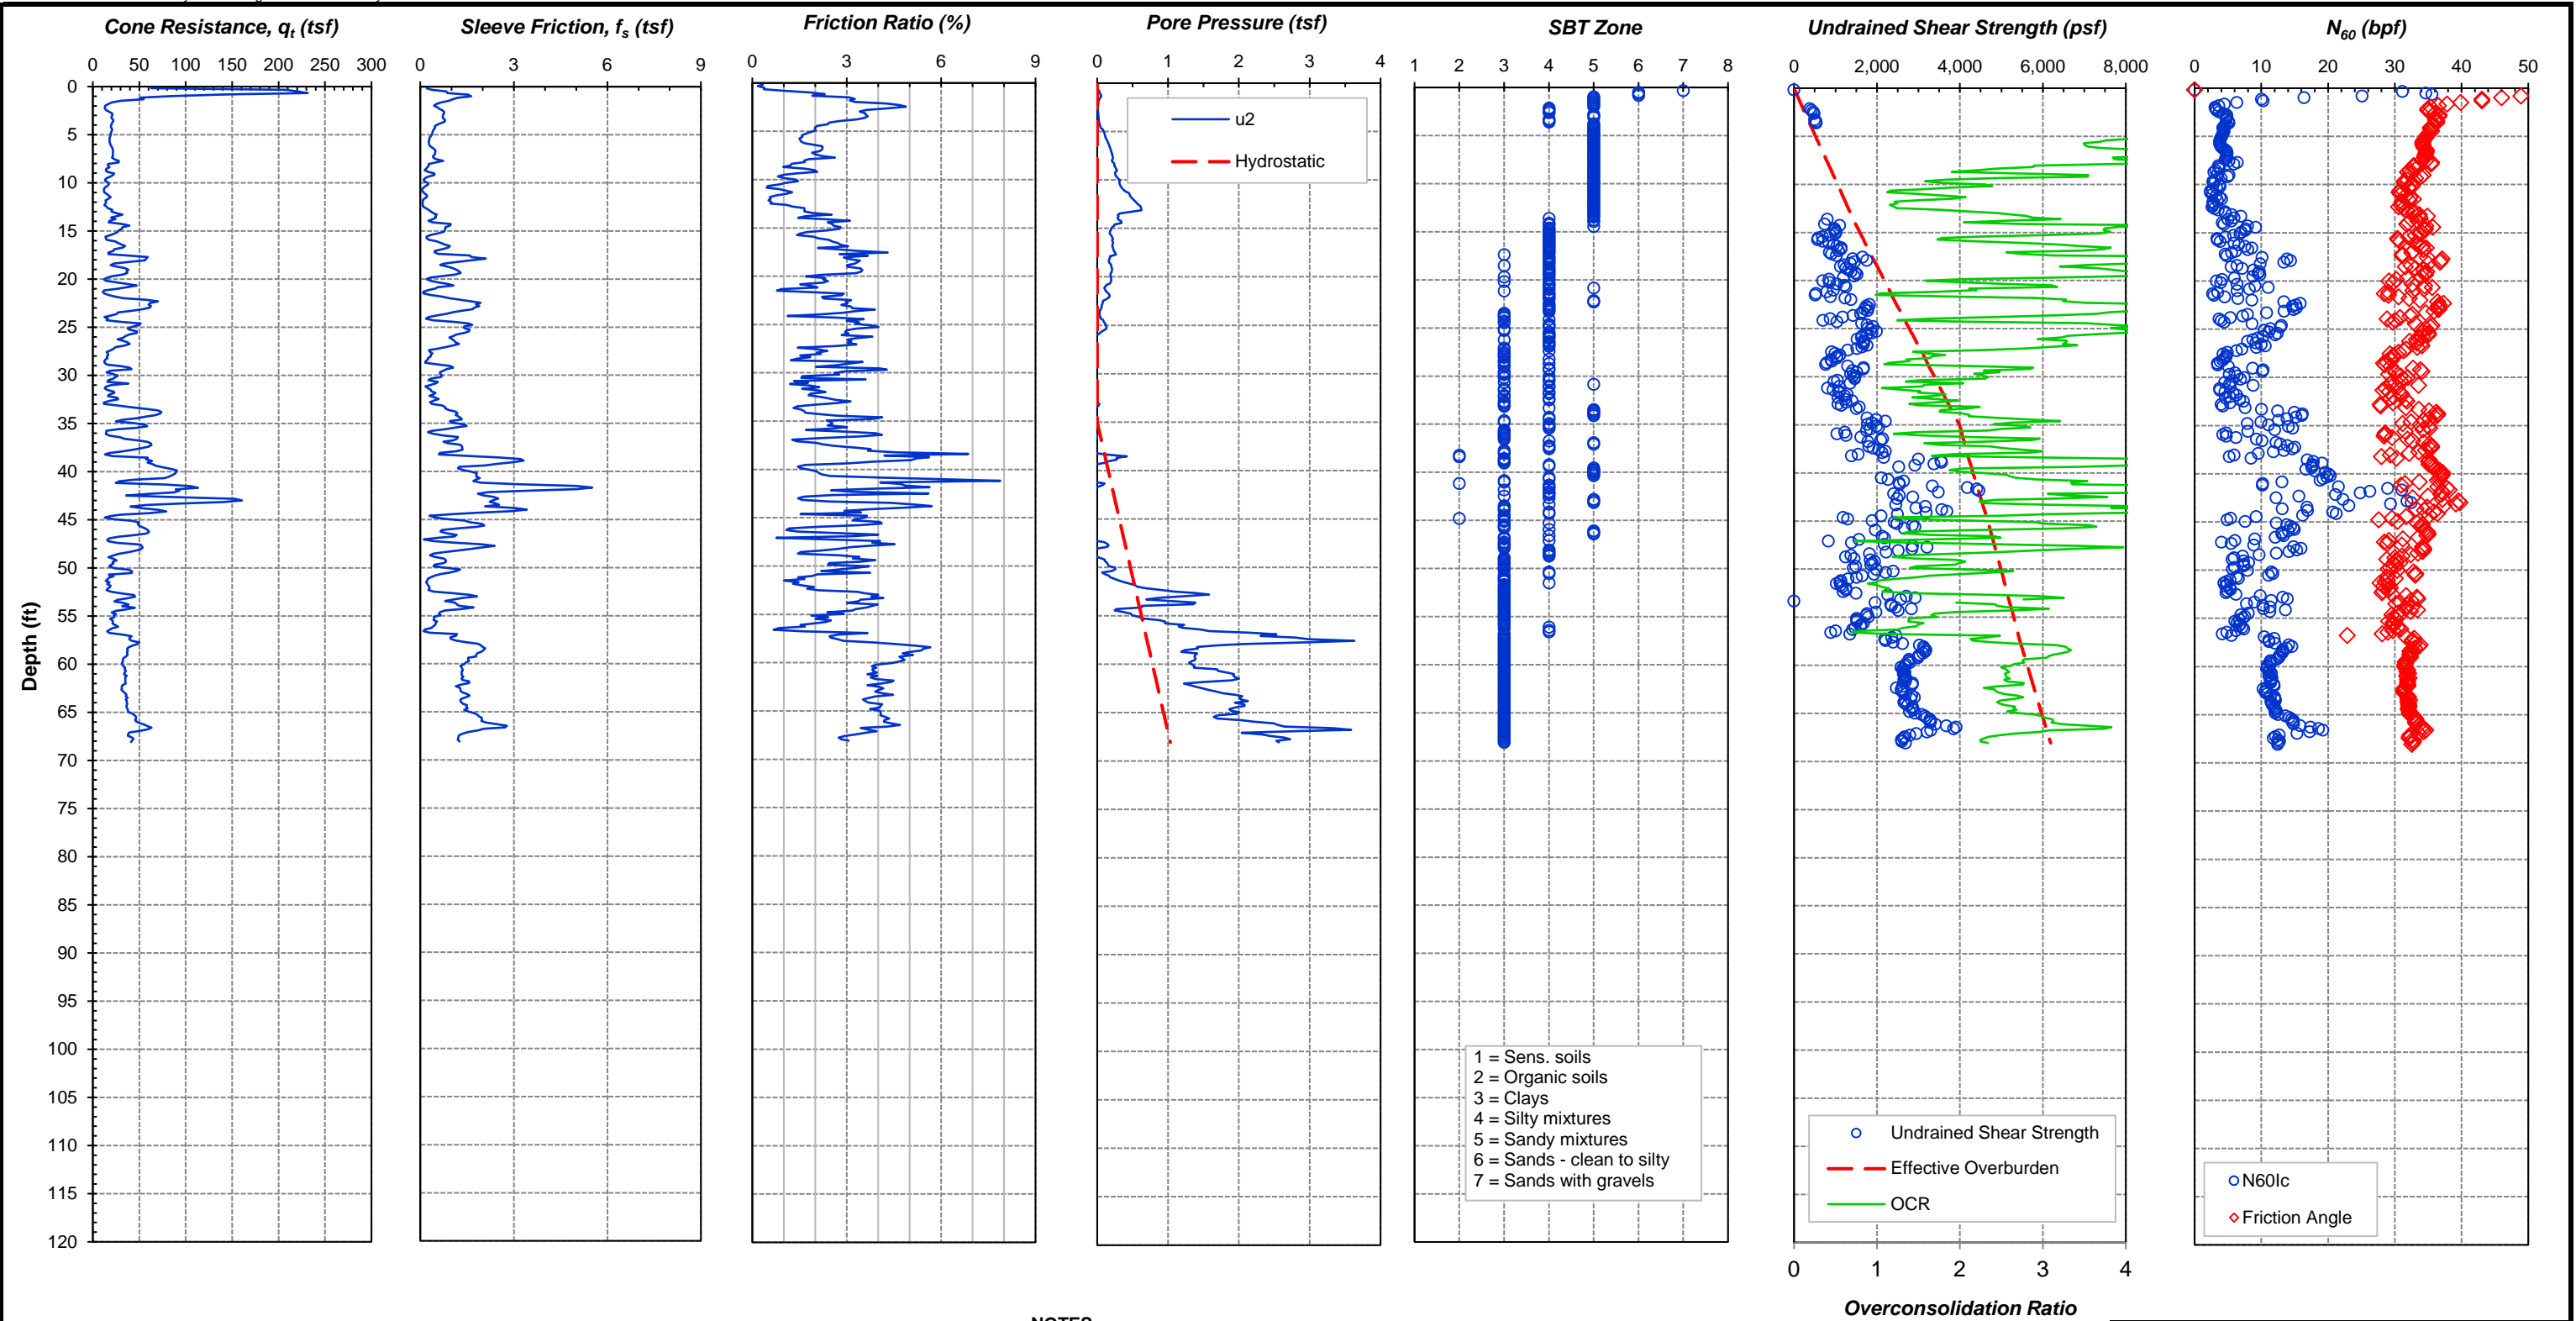 Cone Resistance, qt (tsf)
Sleeve Friction, fs (tsf)
Friction Ratio (%)
Pore Pressure (tsf)
SBT Zone
Undrained Shear Strength (psf)
N60 (bpf)
0 50 100 150 200 250 300
0 3 6 9
0 3 6 9
0 1 2 3 4
1 2 3 4 5 6 7 8
0 2,000 4,000 6,000 8,000
0 10 20 30 40 50
Depth (ft)
0
5
10
15
20
25
30
35
40
45
50
55
60
65
70
75
80
85
90
95
100
105
110
115
120
u2
Hydrostatic
1 = Sens. soils
2 = Organic soils
3 = Clays
4 = Silty mixtures
5 = Sandy mixtures
6 = Sands - clean to silty
7 = Sands with gravels
Undrained Shear Strength
Effective Overburden
OCR
0 1 2 3 4
Overconsolidation Ratio
N60Ic
Friction Angle
NOTES